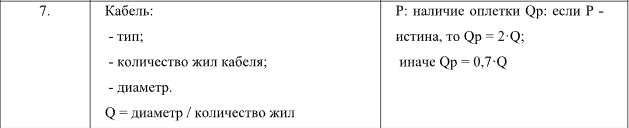 7.
Кабель:
- тип;
- количество жил кабеля;
- диаметр.
Q = диаметр / количество жил
P: наличие оплетки Qp: если P -
истина, то Qp = 2·Q;
иначе Qp = 0,7·Q